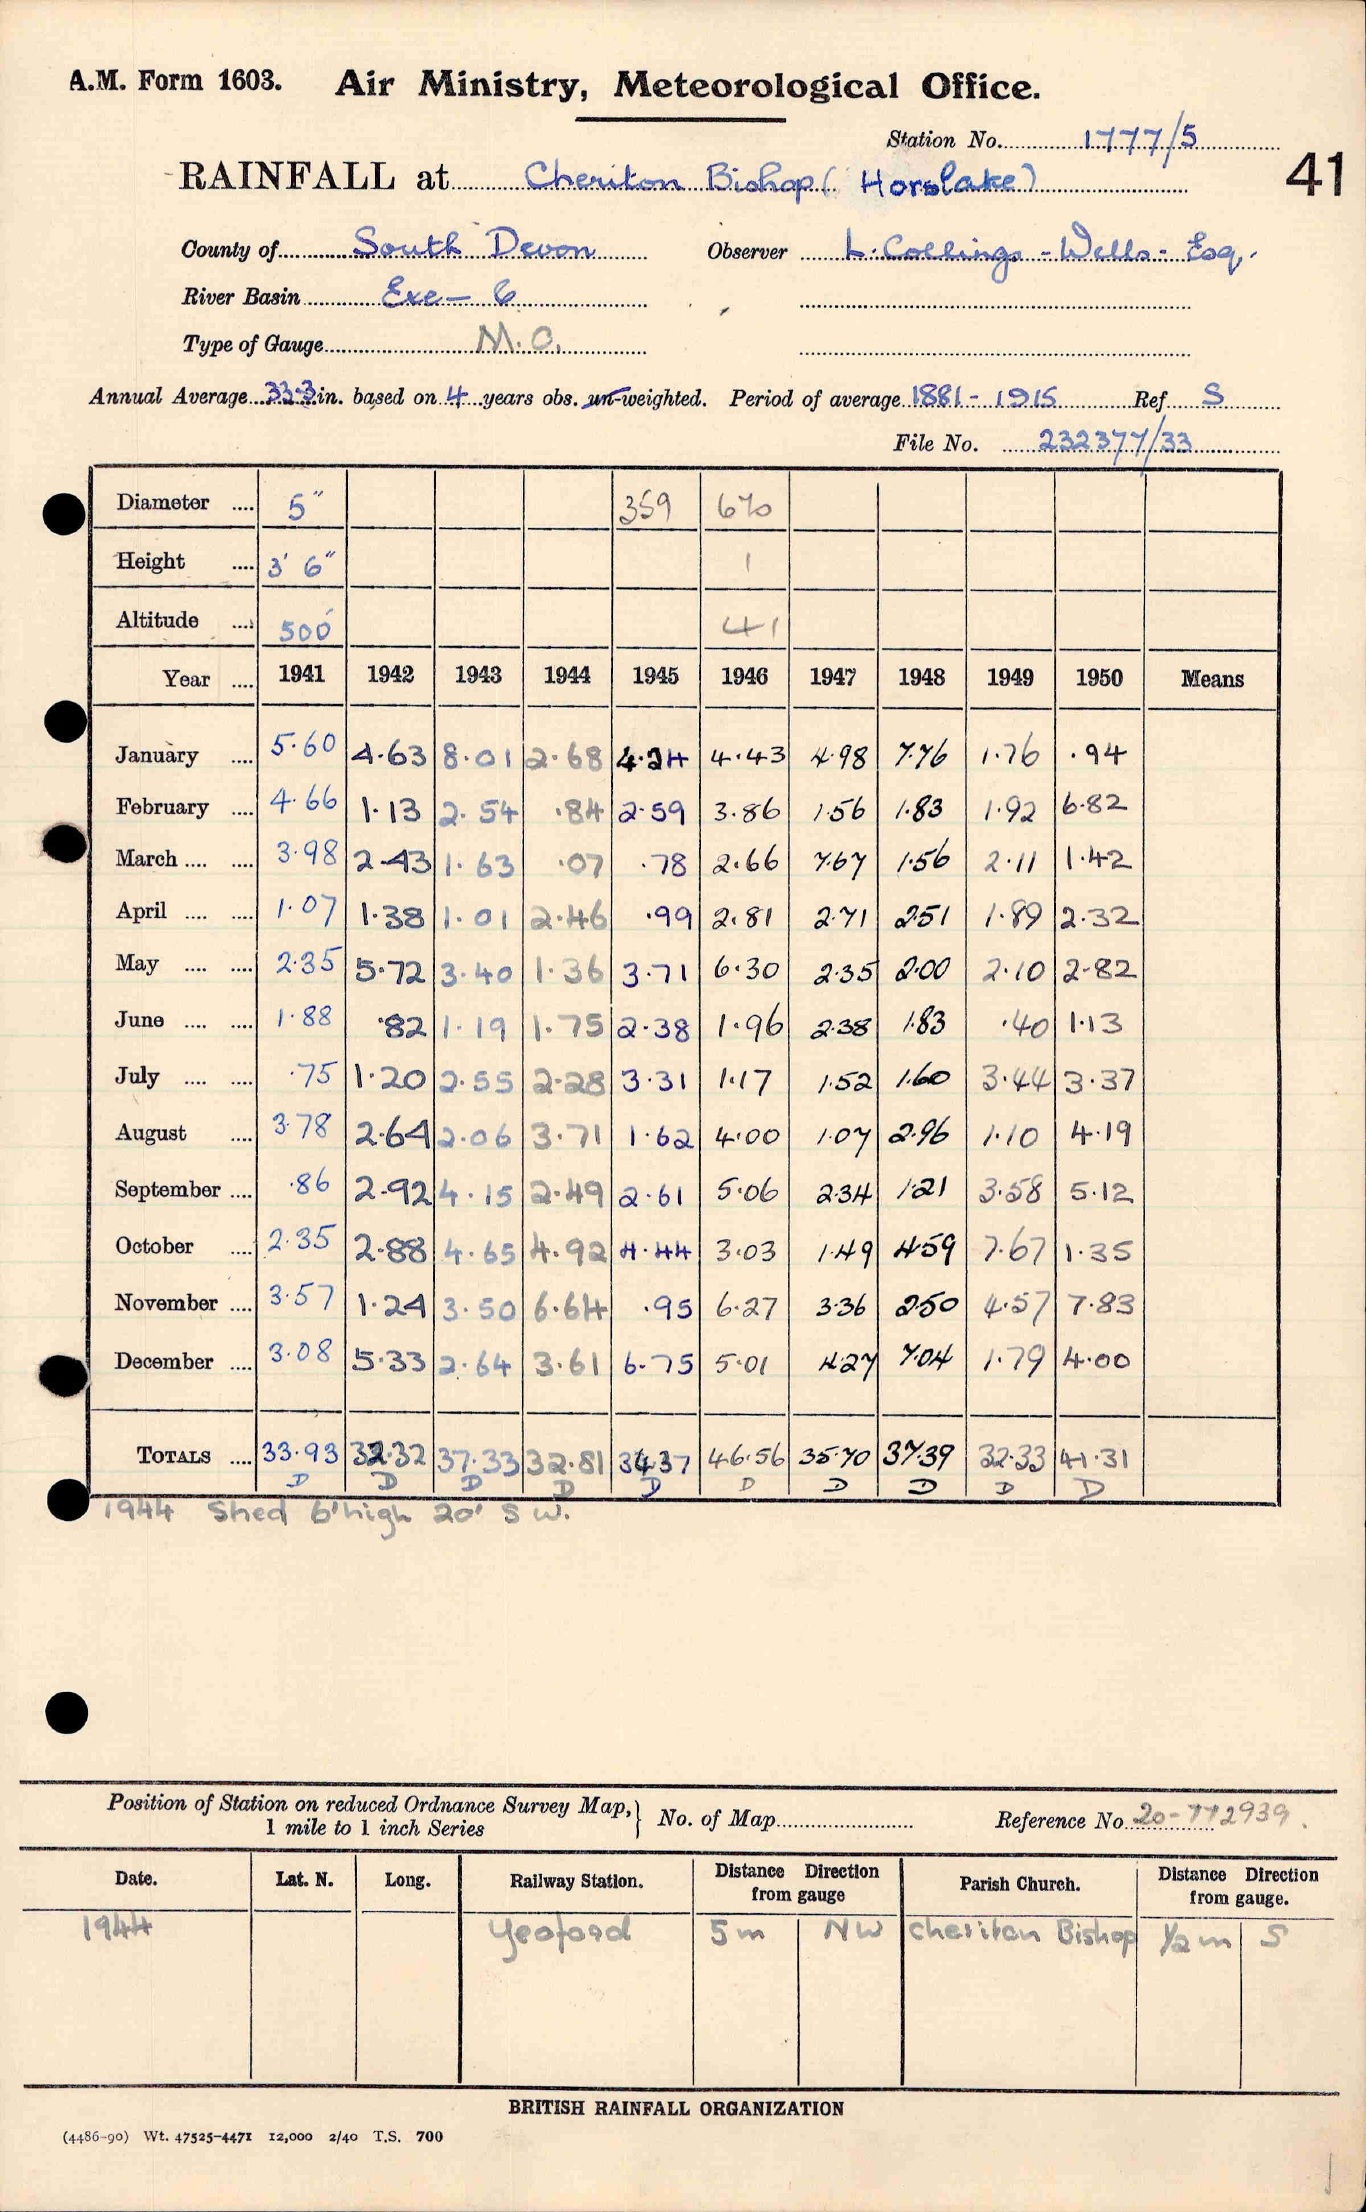 A.M. Form 1603. Air Ministry, Meteorological Office.
Station No. 1777/5
RAINFALL at Cheriton Bishop ( Horslake) 41
County of South Devon Observer L. Collings - Wells - Esq.
River Basin Exe - 6
Type of Gauge M.O.
Annual Average 33.3 in. based on 4 years obs. un-weighted. Period of average 1881 - 1915 Ref S
File No. 232377/33
Diameter .... 5" 359 6%
Height .... 3' 6" 1
Altitude .... 500' 41
Year .... 1941 1942 1943 1944 1945 1946 1947 1948 1949 1950 Means
January 5.60 4.63 8.01 2.68 4.24 4.43 4.98 7.76 1.76 .94
February .... 4.66 1.13 2.54 .84 2.59 3.86 1.56 1.83 1.92 6.82
March .... .... 3.98 2.43 1.63 .07 .78 2.66 7.67 1.56 2.11 1.42
April .... .... 1.07 1.38 1.01 2.46 .99 2.81 2.71 2.51 1.89 2.32
May .... .... 2.35 5.72 3.40 1.36 3.71 6.30 2.35 2.00 2.10 2.82
June .... .... 1.88 .82 1.19 1.75 2.38 1.96 2.38 1.83 .40 1.13
July .... .... .75 1.20 2.55 2.28 3.31 1.17 1.52 1.60 3.44 3.37
August .... 3.78 2.64 2.06 3.71 1.62 4.00 1.07 2.96 1.10 4.19
September .... .86 2.92 4.15 2.49 2.61 5.06 2.34 1.21 3.58 5.12
October .... 2.35 2.88 4.65 4.92 4.44 3.03 1.49 4.59 7.67 1.35
November .... 3.57 1.24 3.50 6.64 .95 6.27 3.36 2.50 4.57 7.83
December .... 3.08 5.33 2.64 3.61 6.75 5.01 4.27 7.04 1.79 4.00
TOTALS .... 33.93 32.32 37.33 32.81 34.37 46.56 35.70 37.39 32.33 41.31
D D D D D D D D D D
1944 Shed 6' high 20' S W.
Position of Station on reduced Ordnance Survey Map,} No. of Map Reference No. 20-772939.
1 mile to 1 inch Series
Date. Lat. N. Long. Railway Station. Distance Direction from gauge Parish Church. Distance Direction from gauge.
1944 Yeoford 5 m NW Cheriton Bishop 1/2 m S
BRITISH RAINFALL ORGANIZATION
(4486-90) Wt. 47525-4471 12,000 2/40 T.S. 700